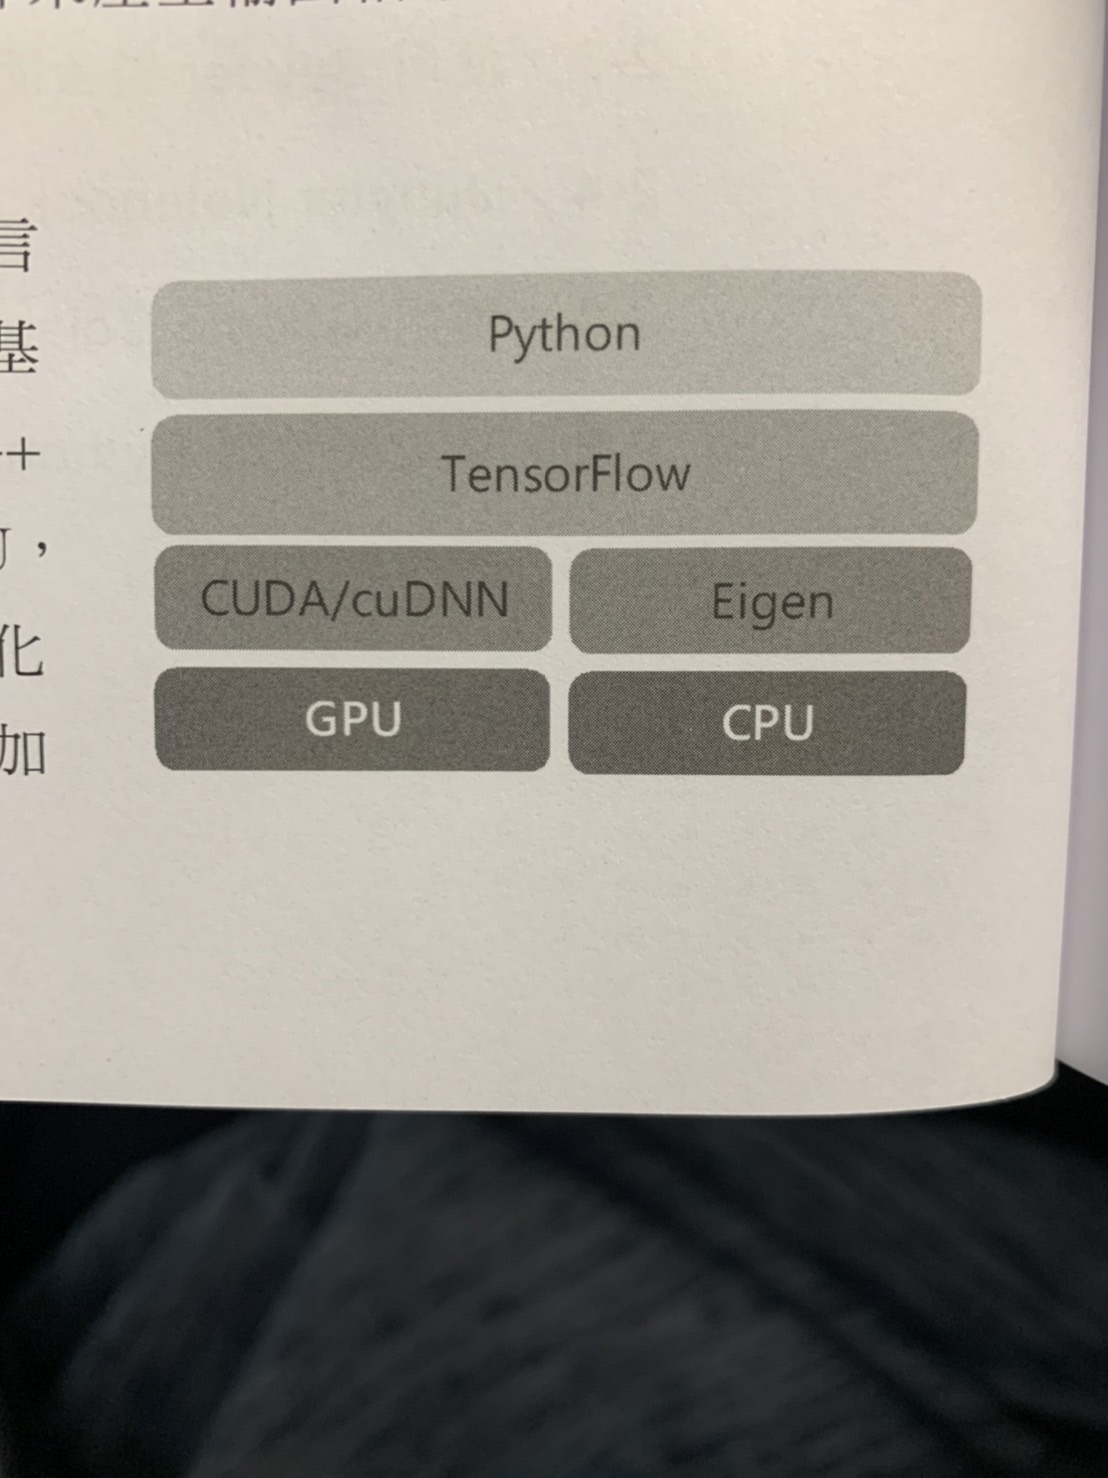 言
基
Python
+
TensorFlow
，
CUDA/cuDNN Eigen
化
GPU CPU
加